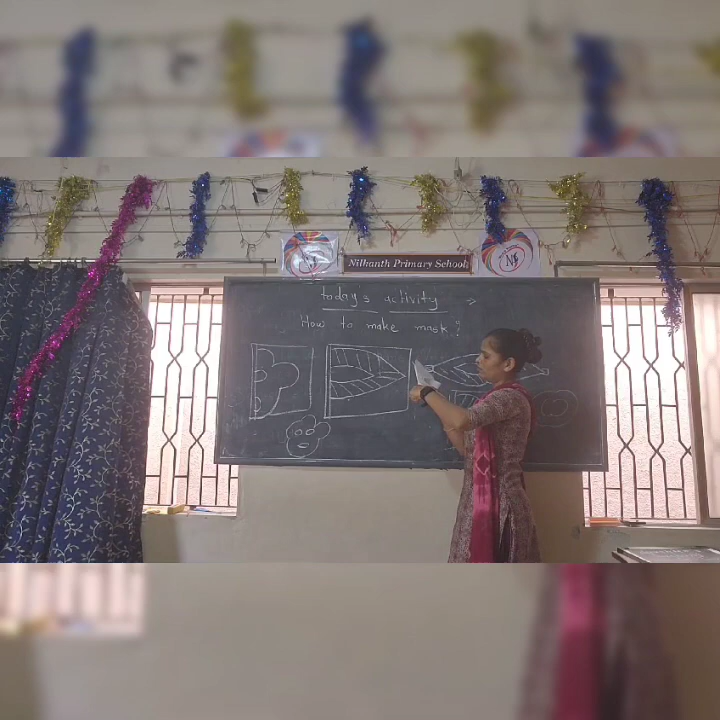 Nilkanth Primary School
today's activity →
How to make mask?